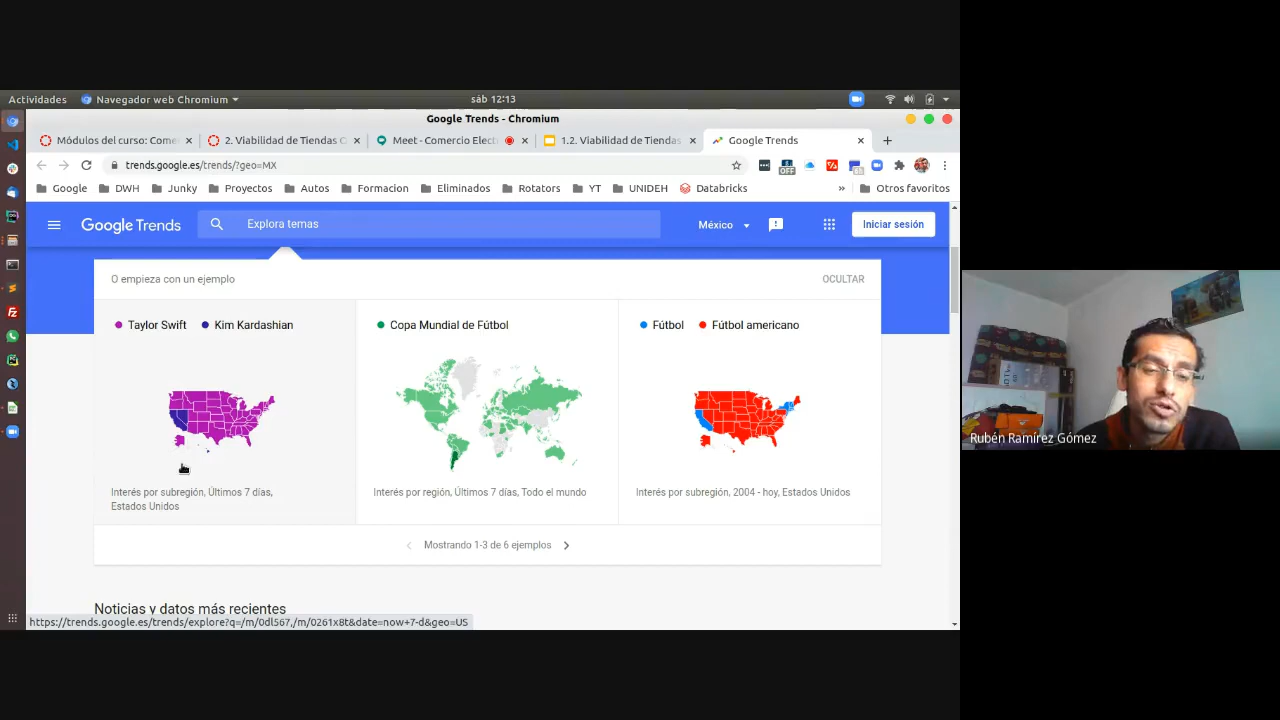 Actividades Navegador web Chromium sáb 12:13
Google Trends - Chromium
Módulos del curso: Come 2. Viabilidad de Tiendas C Meet - Comercio Elect 1.2. Viabilidad de Tiendas Google Trends
trends.google.es/trends/?geo=MX
OFF
Google DWH Junky Proyectos Autos Formacion Eliminados Rotators YT UNIDEH Databricks » Otros favoritos
Google Trends Explora temas México Iniciar sesión
O empieza con un ejemplo OCULTAR
Taylor Swift Kim Kardashian
Copa Mundial de Fútbol
Fútbol Fútbol americano
Interés por subregión, Últimos 7 días,
Estados Unidos
Interés por región, Últimos 7 días, Todo el mundo
Interés por subregión, 2004 - hoy, Estados Unidos
Mostrando 1-3 de 6 ejemplos
Noticias y datos más recientes
https://trends.google.es/trends/explore?q=/m/0dl567,/m/0261x8t&date=now+7-d&geo=US
Rubén Ramírez Gómez